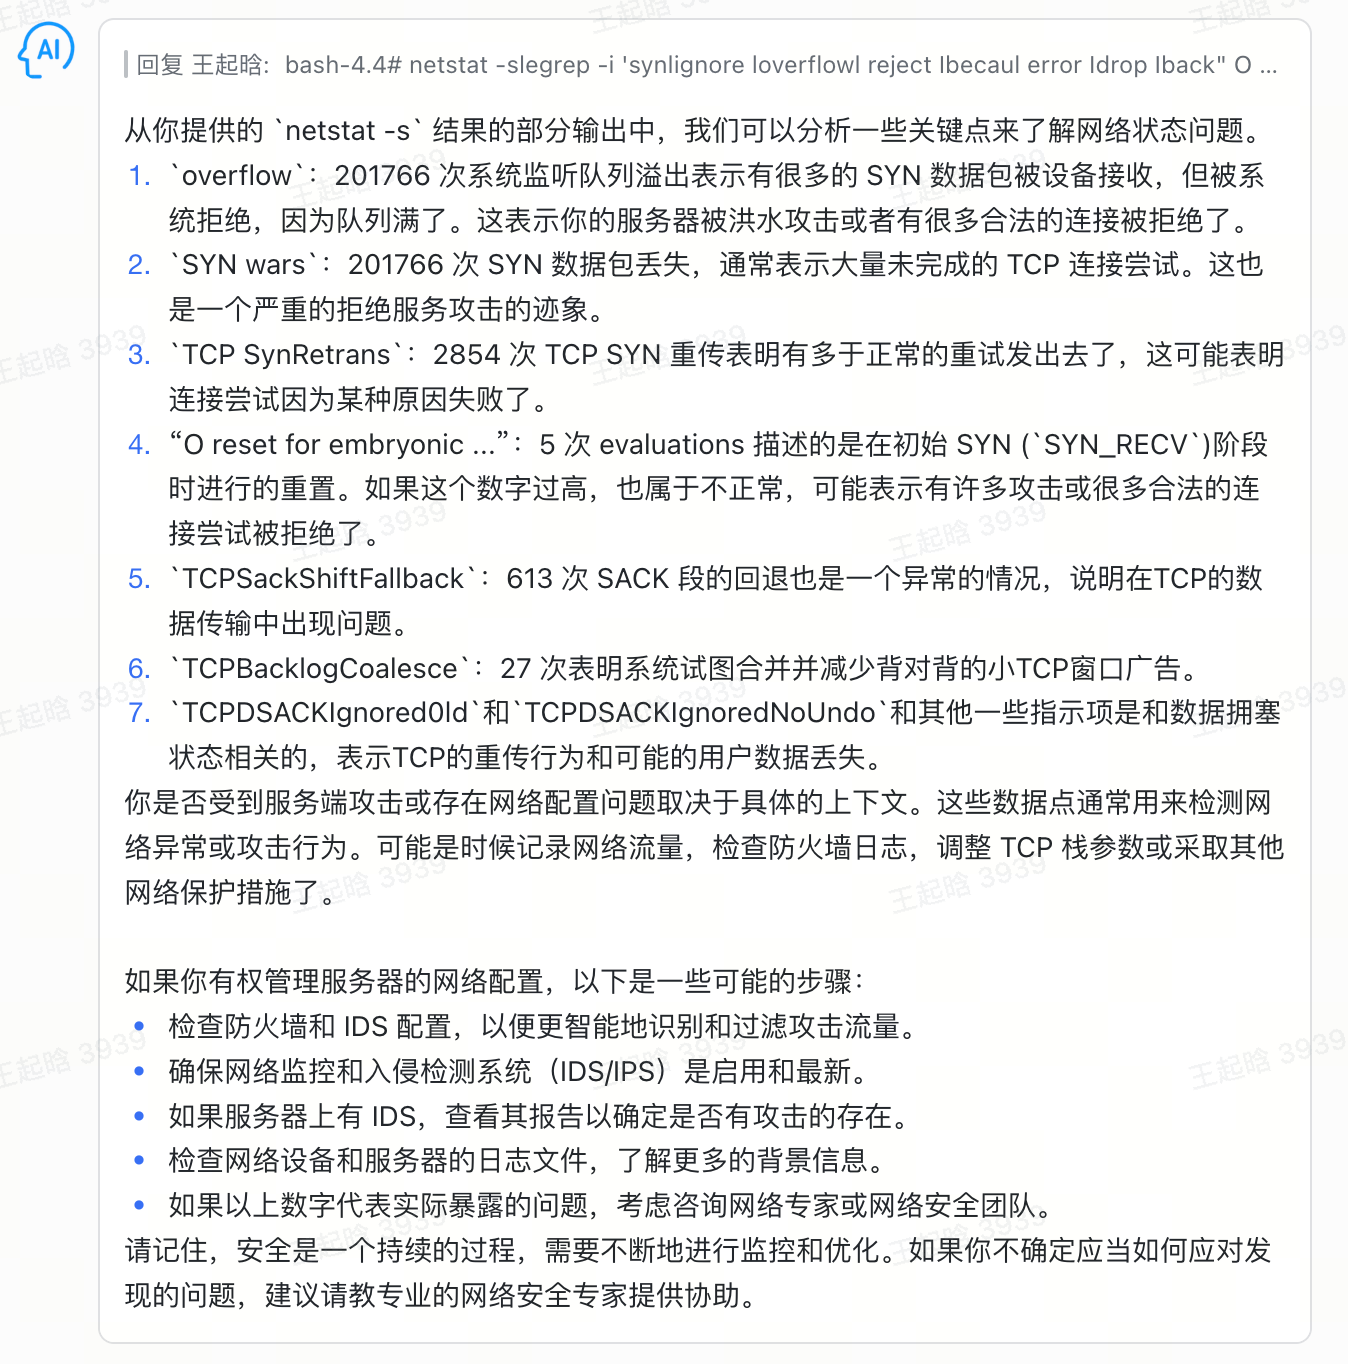 AI
回复 王起晗: bash-4.4# netstat -slegrep -i 'synlignore loverflowl reject Ibecaul error Idrop Iback" O ...
从你提供的 `netstat -s` 结果的部分输出中，我们可以分析一些关键点来了解网络状态问题。
1. `overflow`：201766 次系统监听队列溢出表示有很多的 SYN 数据包被设备接收，但被系
统拒绝，因为队列满了。这表示你的服务器被洪水攻击或者有很多合法的连接被拒绝了。
2. `SYN wars`：201766 次 SYN 数据包丢失，通常表示大量未完成的 TCP 连接尝试。这也
是一个严重的拒绝服务攻击的迹象。
3. `TCP SynRetrans`：2854 次 TCP SYN 重传表明有多于正常的重试发出去了，这可能表明
连接尝试因为某种原因失败了。
4. “O reset for embryonic ...”：5 次 evaluations 描述的是在初始 SYN (`SYN_RECV`)阶段
时进行的重置。如果这个数字过高，也属于不正常，可能表示有许多攻击或很多合法的连
接尝试被拒绝了。
5. `TCPSackShiftFallback`：613 次 SACK 段的回退也是一个异常的情况，说明在TCP的数
据传输中出现问题。
6. `TCPBacklogCoalesce`：27 次表明系统试图合并并减少背对背的小TCP窗口广告。
7. `TCPDSACKIgnored0ld`和`TCPDSACKIgnoredNoUndo`和其他一些指示项是和数据拥塞
状态相关的，表示TCP的重传行为和可能的用户数据丢失。
你是否受到服务端攻击或存在网络配置问题取决于具体的上下文。这些数据点通常用来检测网
络异常或攻击行为。可能是时候记录网络流量，检查防火墙日志，调整 TCP 栈参数或采取其他
网络保护措施了。
如果你有权管理服务器的网络配置，以下是一些可能的步骤：
• 检查防火墙和 IDS 配置，以便更智能地识别和过滤攻击流量。
• 确保网络监控和入侵检测系统（IDS/IPS）是启用和最新。
• 如果服务器上有 IDS，查看其报告以确定是否有攻击的存在。
• 检查网络设备和服务器的日志文件，了解更多的背景信息。
• 如果以上数字代表实际暴露的问题，考虑咨询网络专家或网络安全团队。
请记住，安全是一个持续的过程，需要不断地进行监控和优化。如果你不确定应当如何应对发
现的问题，建议请教专业的网络安全专家提供协助。
王起晗 3939